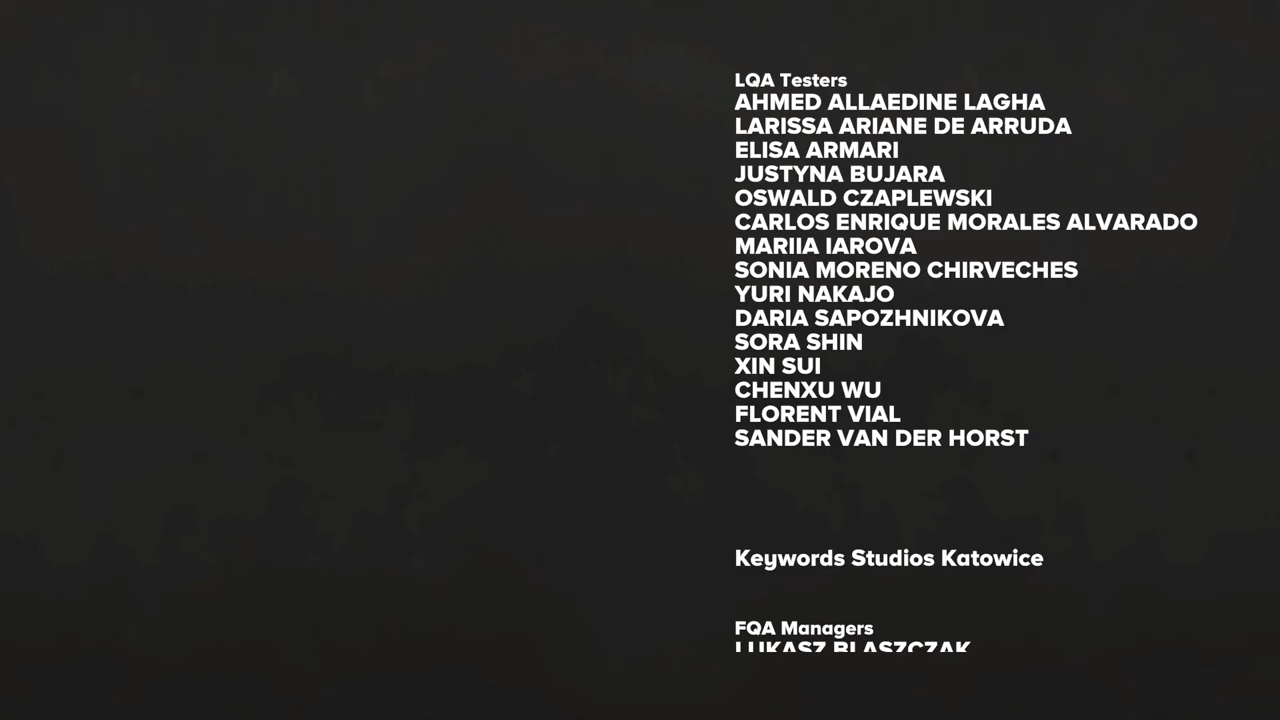 LQA Testers
AHMED ALLAEDINE LAGHA
LARISSA ARIANE DE ARRUDA
ELISA ARMARI
JUSTYNA BUJARA
OSWALD CZAPLEWSKI
CARLOS ENRIQUE MORALES ALVARADO
MARIIA IAROVA
SONIA MORENO CHIRVECHES
YURI NAKAJO
DARIA SAPOZHNIKOVA
SORA SHIN
XIN SUI
CHENXU WU
FLORENT VIAL
SANDER VAN DER HORST
Keywords Studios Katowice
FQA Managers
LUKASZ BLASZCZAK